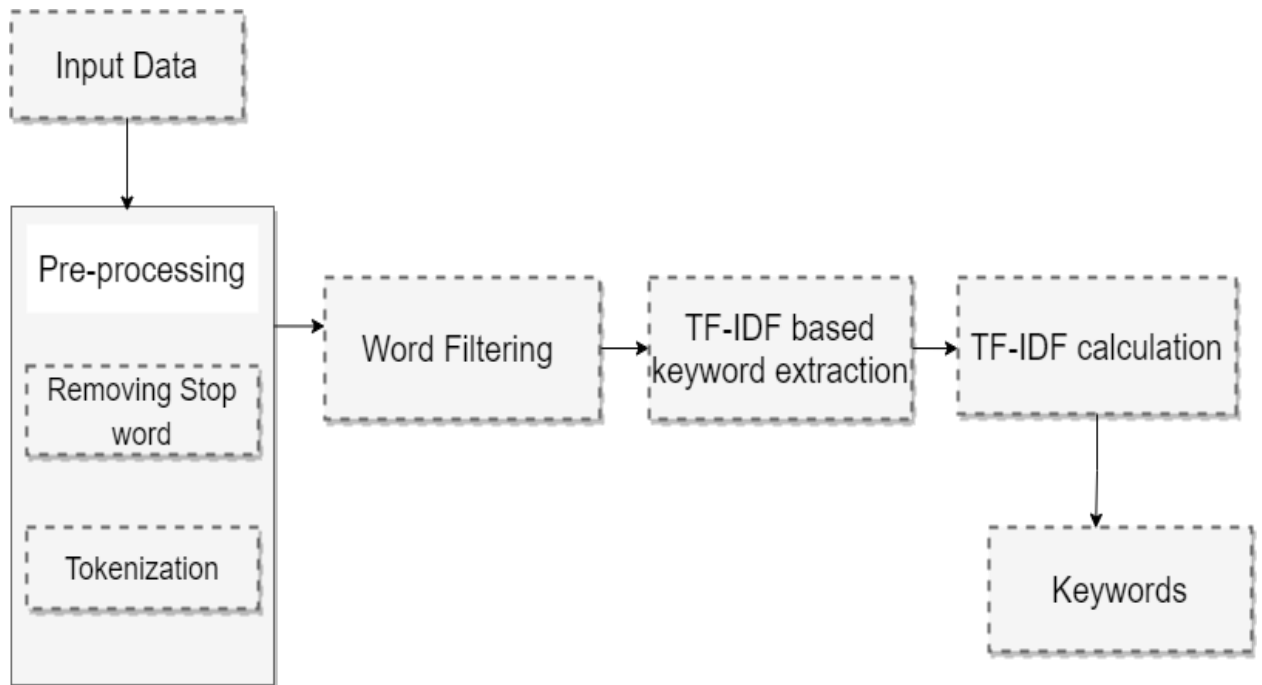 Input Data
Pre-processing
Removing Stop
word
Tokenization
Word Filtering
TF-IDF based
keyword extraction
TF-IDF calculation
Keywords